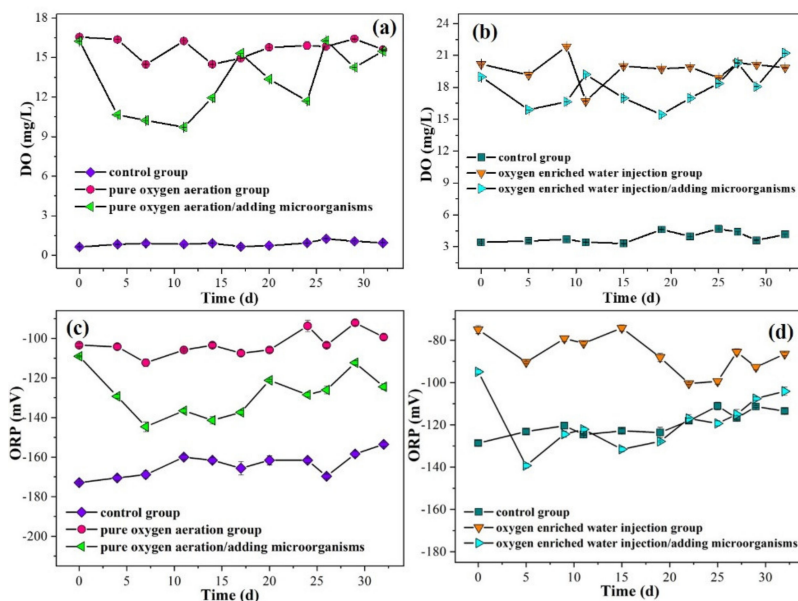 (a)
DO (mg/L)
18
15
12
9
6
3
0
control group
pure oxygen aeration group
pure oxygen aeration/adding microorganisms
0 5 10 15 20 25 30
Time (d)
(b)
DO (mg/L)
24
21
18
15
12
9
6
3
control group
oxygen enriched water injection group
oxygen enriched water injection/adding microorganisms
0 5 10 15 20 25 30
Time (d)
(c)
ORP (mV)
-100
-120
-140
-160
-180
-200
control group
pure oxygen aeration group
pure oxygen aeration/adding microorganisms
0 5 10 15 20 25 30
Time (d)
(d)
ORP (mV)
-80
-100
-120
-140
-160
-180
control group
oxygen enriched water injection group
oxygen enriched water injection/adding microorganisms
0 5 10 15 20 25 30
Time (d)